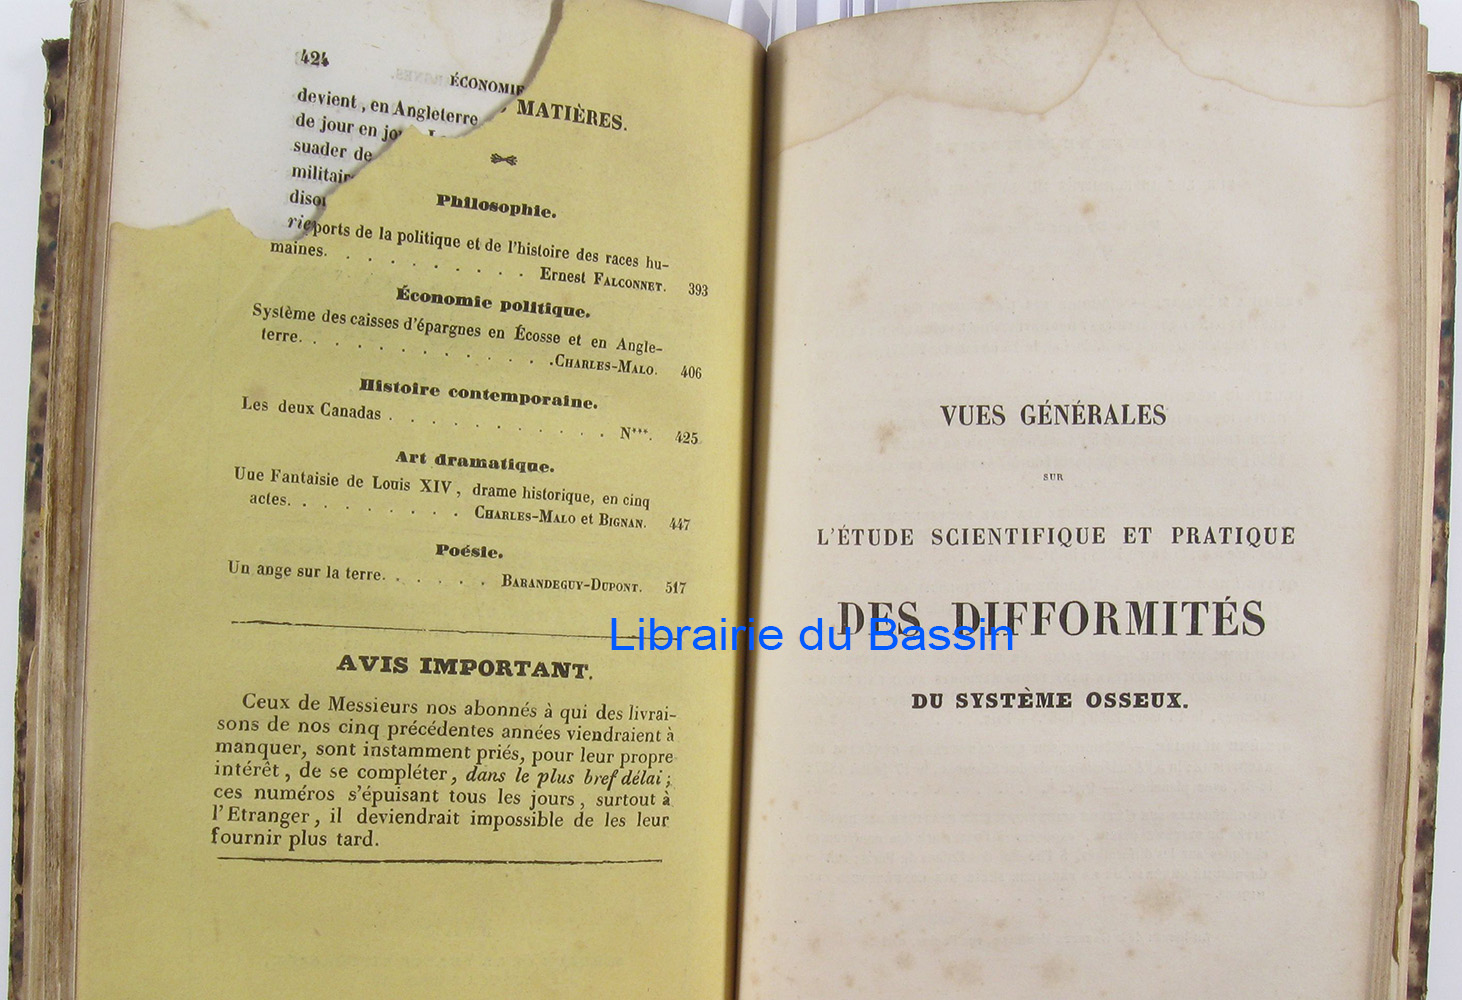 424
ÉCONOMIE
devient, en Angleterre
de jour en
suader de
MATIÈRES.
Philosophie.
ports de la politique et de l'histoire des races hu-
maines. . . . . . . . . . Ernest FALCONNET. 393
Économie politique.
Système des caisses d'épargnes en Écosse et en Angle-
terre. . . . . . . . . . . . . CHARLES-MALO. 406
Histoire contemporaine.
Les deux Canadas . . . . . . . . . . N***. 425
Art dramatique.
Uue Fantaisie de Louis XIV, drame historique, en cinq
actes. . . . . . . . . CHARLES-MALO et BIGNAN. 447
Poésie.
Un ange sur la terre. . . . . . BARANDEGUY-DUPONT. 517
AVIS IMPORTANT.
Ceux de Messieurs nos abonnés à qui des livrai-
sons de nos cinq précédentes années viendraient à
manquer, sont instamment priés, pour leur propre
intérêt, de se compléter, dans le plus bref délai;
ces numéros s'épuisant tous les jours, surtout à
l'Etranger, il deviendrait impossible de les leur
fournir plus tard.
VUES GÉNÉRALES
SUR
L'ÉTUDE SCIENTIFIQUE ET PRATIQUE
DES DIFFORMITÉS
DU SYSTÈME OSSEUX.
Librairie du Bassin